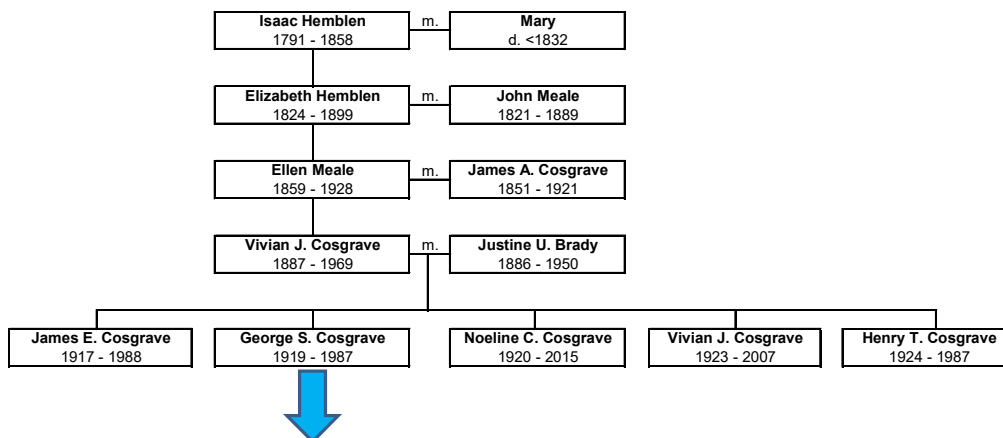 Isaac Hemblen m. Mary
1791 - 1858 d. <1832
Elizabeth Hemblen m. John Meale
1824 - 1899 1821 - 1889
Ellen Meale m. James A. Cosgrave
1859 - 1928 1851 - 1921
Vivian J. Cosgrave m. Justine U. Brady
1887 - 1969 1886 - 1950
James E. Cosgrave George S. Cosgrave Noeline C. Cosgrave Vivian J. Cosgrave Henry T. Cosgrave
1917 - 1988 1919 - 1987 1920 - 2015 1923 - 2007 1924 - 1987